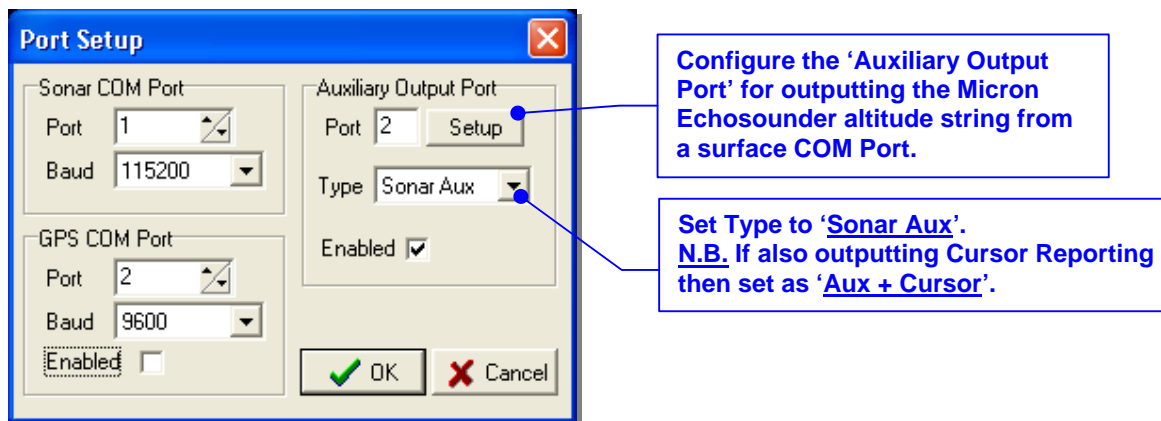 Port Setup
Sonar COM Port
Port 1
Baud 115200
GPS COM Port
Port 2
Baud 9600
Enabled
Auxiliary Output Port
Port 2 Setup
Type Sonar Aux
Enabled
OK Cancel
Configure the ‘Auxiliary Output
Port’ for outputting the Micron
Echosounder altitude string from
a surface COM Port.
Set Type to ‘Sonar Aux’.
N.B. If also outputting Cursor Reporting
then set as ‘Aux + Cursor’.